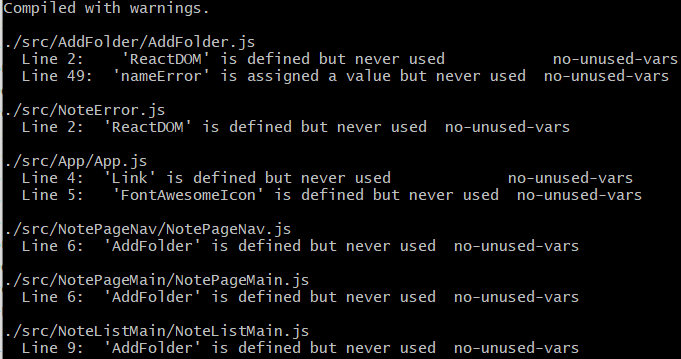 Compiled with warnings.
./src/AddFolder/AddFolder.js
Line 2: 'ReactDOM' is defined but never used no-unused-vars
Line 49: 'nameError' is assigned a value but never used no-unused-vars
./src/NoteError.js
Line 2: 'ReactDOM' is defined but never used no-unused-vars
./src/App/App.js
Line 4: 'Link' is defined but never used no-unused-vars
Line 5: 'FontAwesomeIcon' is defined but never used no-unused-vars
./src/NotePageNav/NotePageNav.js
Line 6: 'AddFolder' is defined but never used no-unused-vars
./src/NotePageMain/NotePageMain.js
Line 6: 'AddFolder' is defined but never used no-unused-vars
./src/NoteListMain/NoteListMain.js
Line 9: 'AddFolder' is defined but never used no-unused-vars